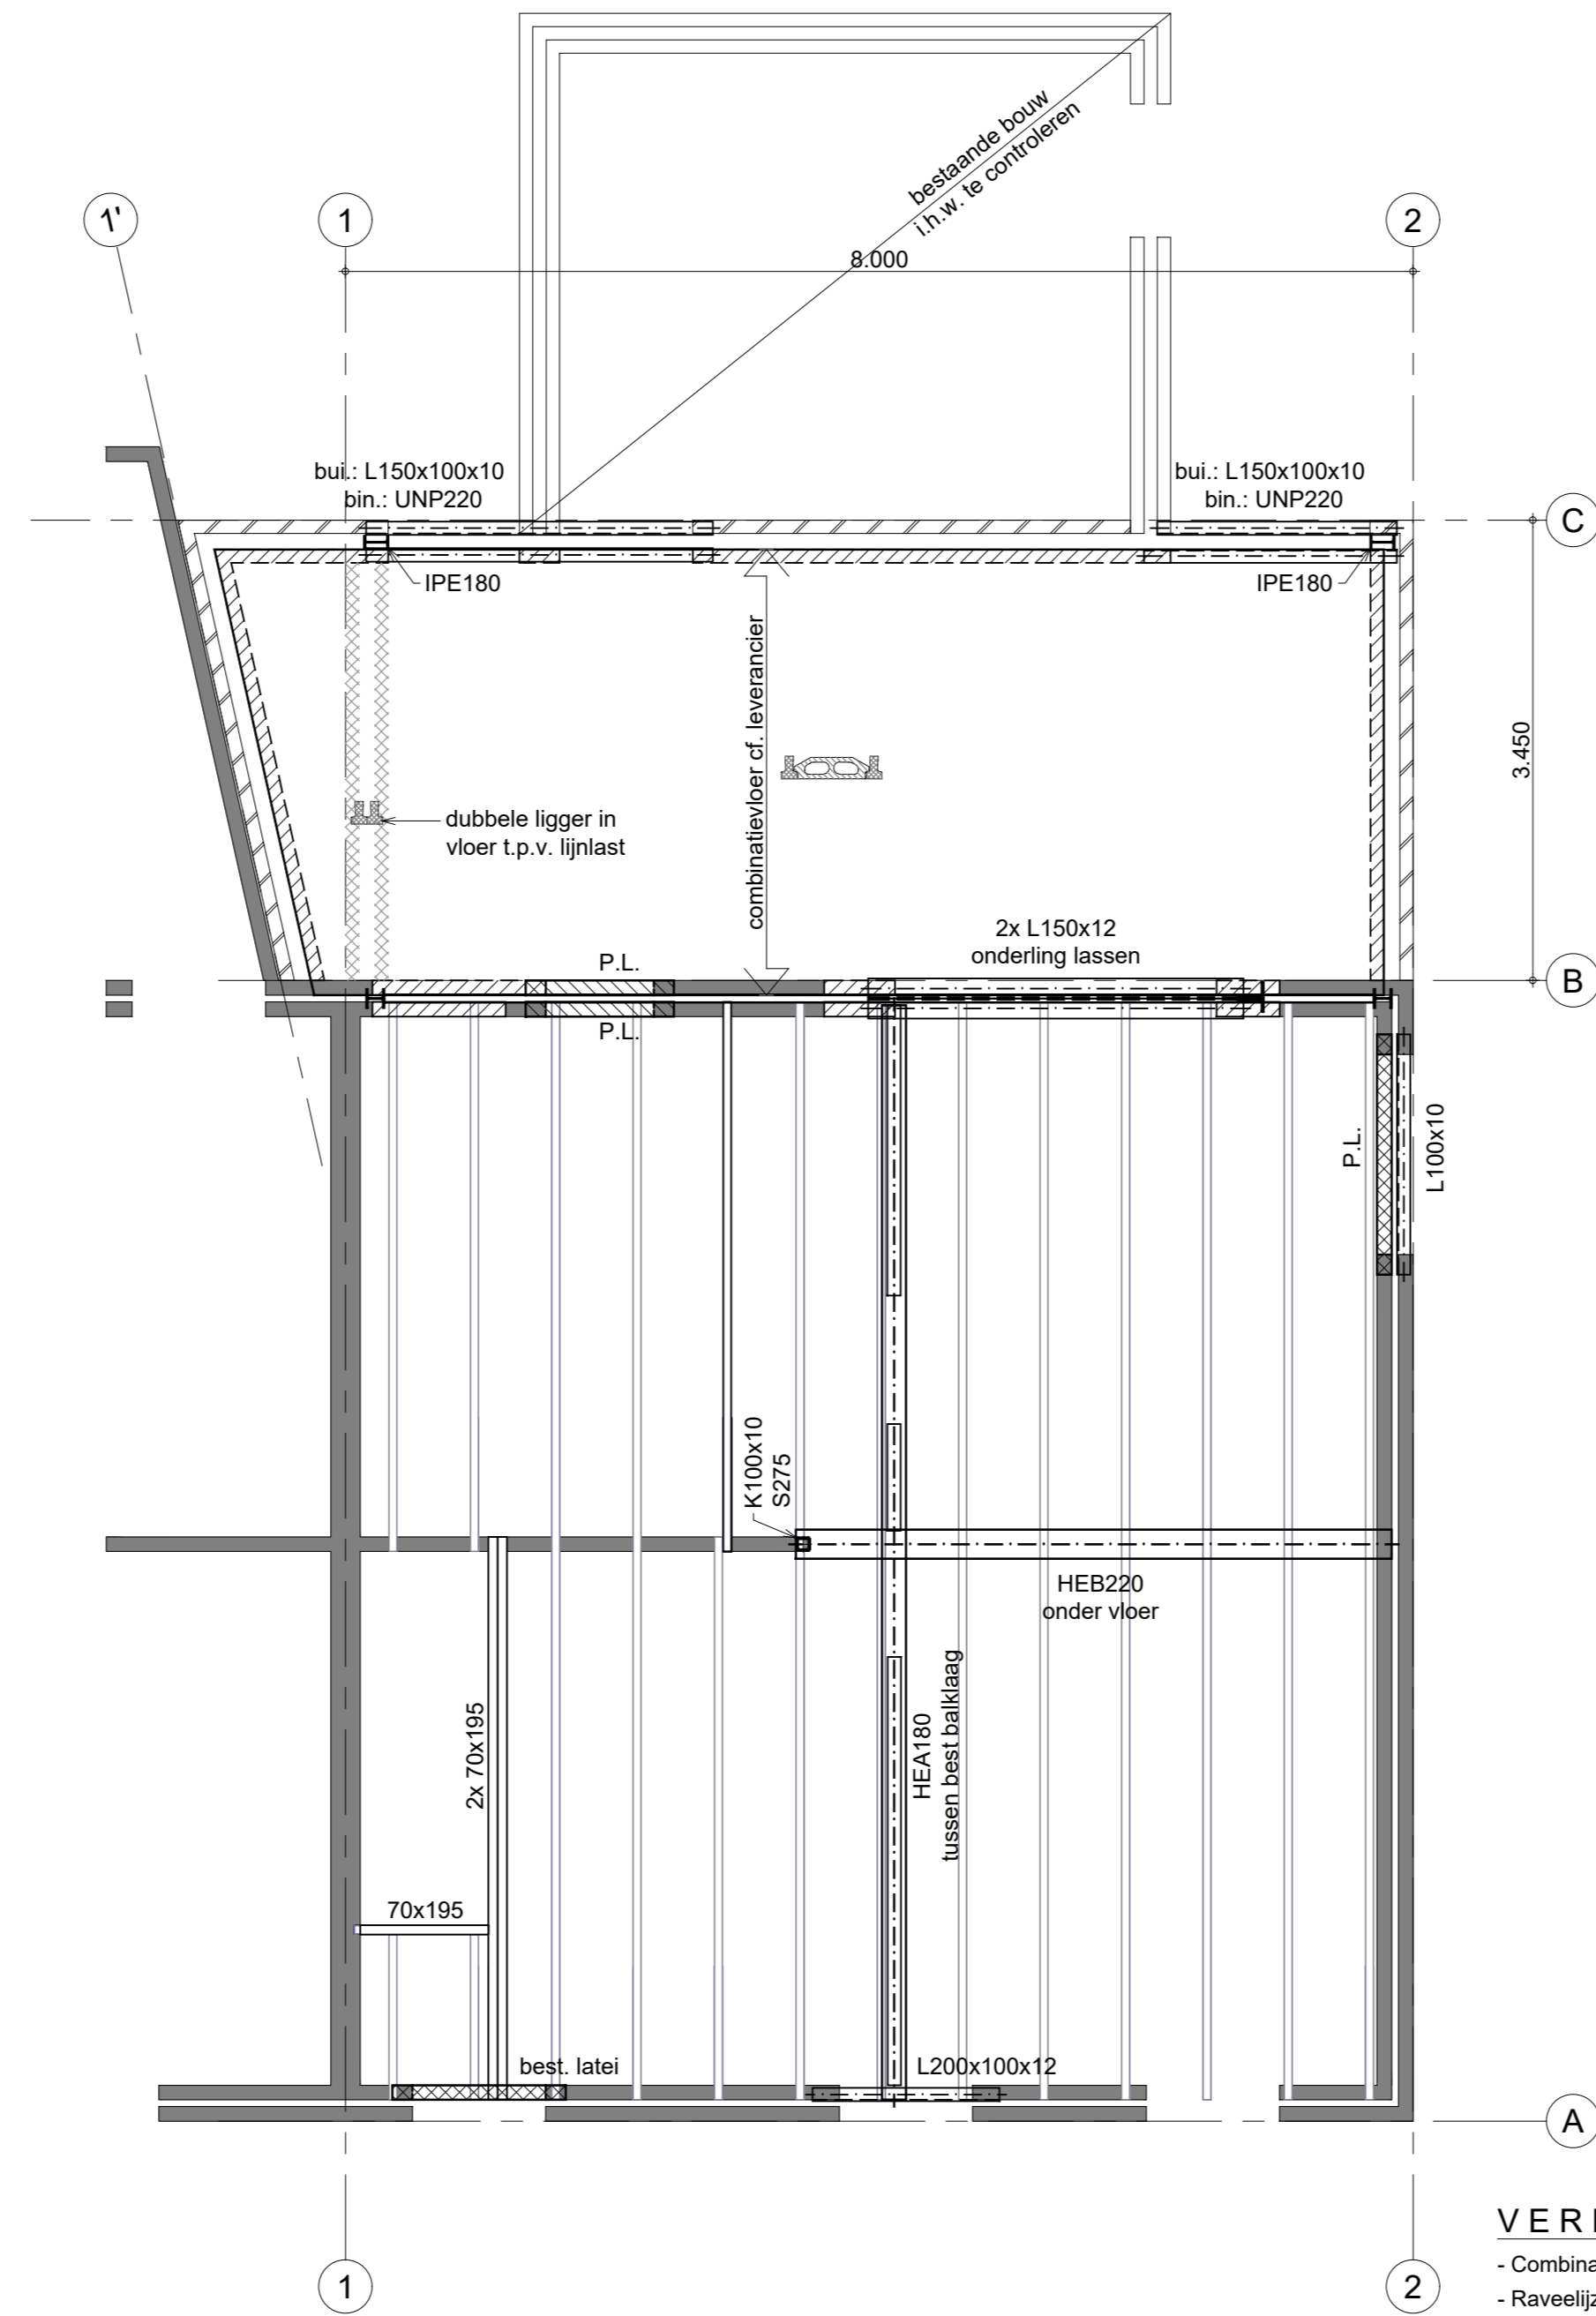 bestaande bouw
i.h.w. te controleren
1'
1
2
8.000
bui.: L150x100x10
bin.: UNP220
bui.: L150x100x10
bin.: UNP220
C
IPE180
IPE180
combinatievloer cf. leverancier
3.450
dubbele ligger in
vloer t.p.v. lijnlast
2x L150x12
onderling lassen
P.L.
B
P.L.
P.L.
L100x10
K100x10
S275
HEB220
onder vloer
2x 70x195
HEA180
tussen best balklaag
70x195
best. latei
L200x100x12
A
1
2
- Combina
- Raveelijz